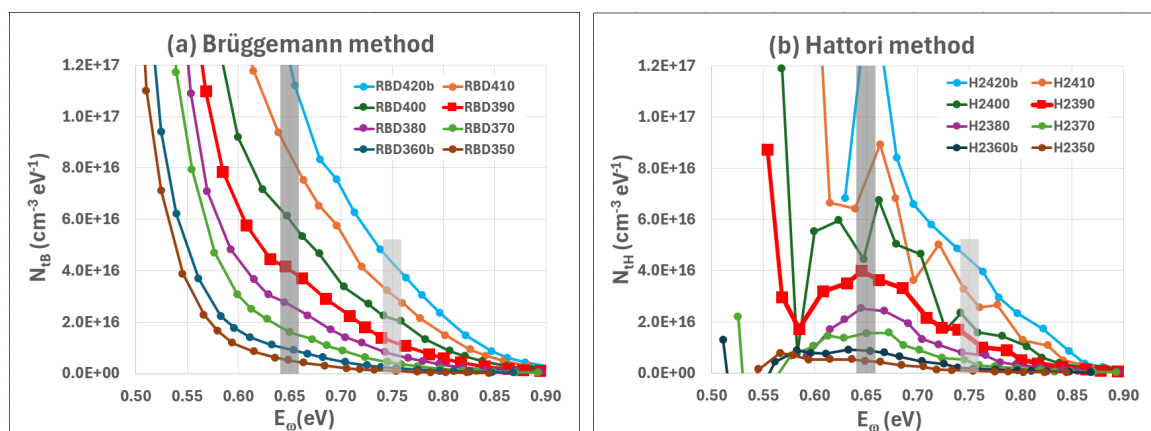 (a) Brüggemann method
N_tB (cm⁻³ eV⁻¹)
1.2E+17
1.0E+17
8.0E+16
6.0E+16
4.0E+16
2.0E+16
0.0E+00
RBD420b RBD410
RBD400 RBD390
RBD380 RBD370
RBD360b RBD350
0.50 0.55 0.60 0.65 0.70 0.75 0.80 0.85 0.90
E_φ(eV)
(b) Hattori method
N_tH (cm⁻³ eV⁻¹)
1.2E+17
1.0E+17
8.0E+16
6.0E+16
4.0E+16
2.0E+16
0.0E+00
H2420b H2410
H2400 H2390
H2380 H2370
H2360b H2350
0.50 0.55 0.60 0.65 0.70 0.75 0.80 0.85 0.90
E_φ (eV)